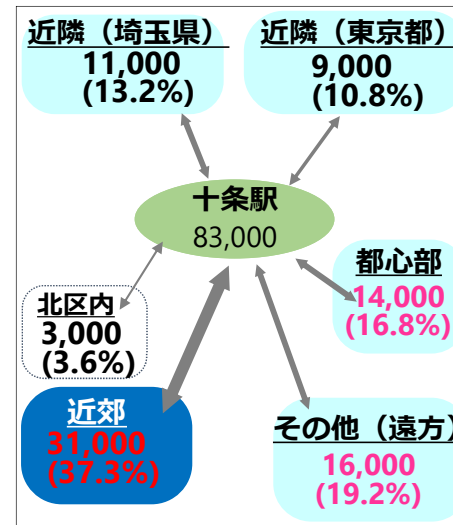 近隣（埼玉県）
11,000
(13.2%)
近隣（東京都）
9,000
(10.8%)
十条駅
83,000
都心部
14,000
(16.8%)
北区内
3,000
(3.6%)
近郊
31,000
(37.3%)
その他（遠方）
16,000
(19.2%)